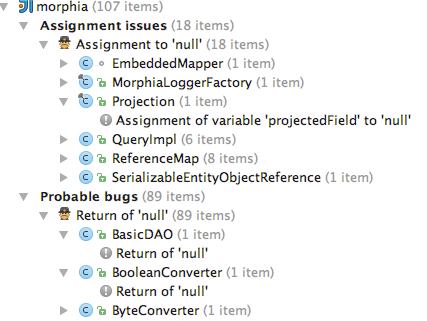 morphia (107 items)
Assignment issues (18 items)
Assignment to 'null' (18 items)
EmbeddedMapper (1 item)
MorphiaLoggerFactory (1 item)
Projection (1 item)
Assignment of variable 'projectedField' to 'null'
QueryImpl (6 items)
ReferenceMap (8 items)
SerializableEntityObjectReference (1 item)
Probable bugs (89 items)
Return of 'null' (89 items)
BasicDAO (1 item)
Return of 'null'
BooleanConverter (1 item)
Return of 'null'
ByteConverter (1 item)